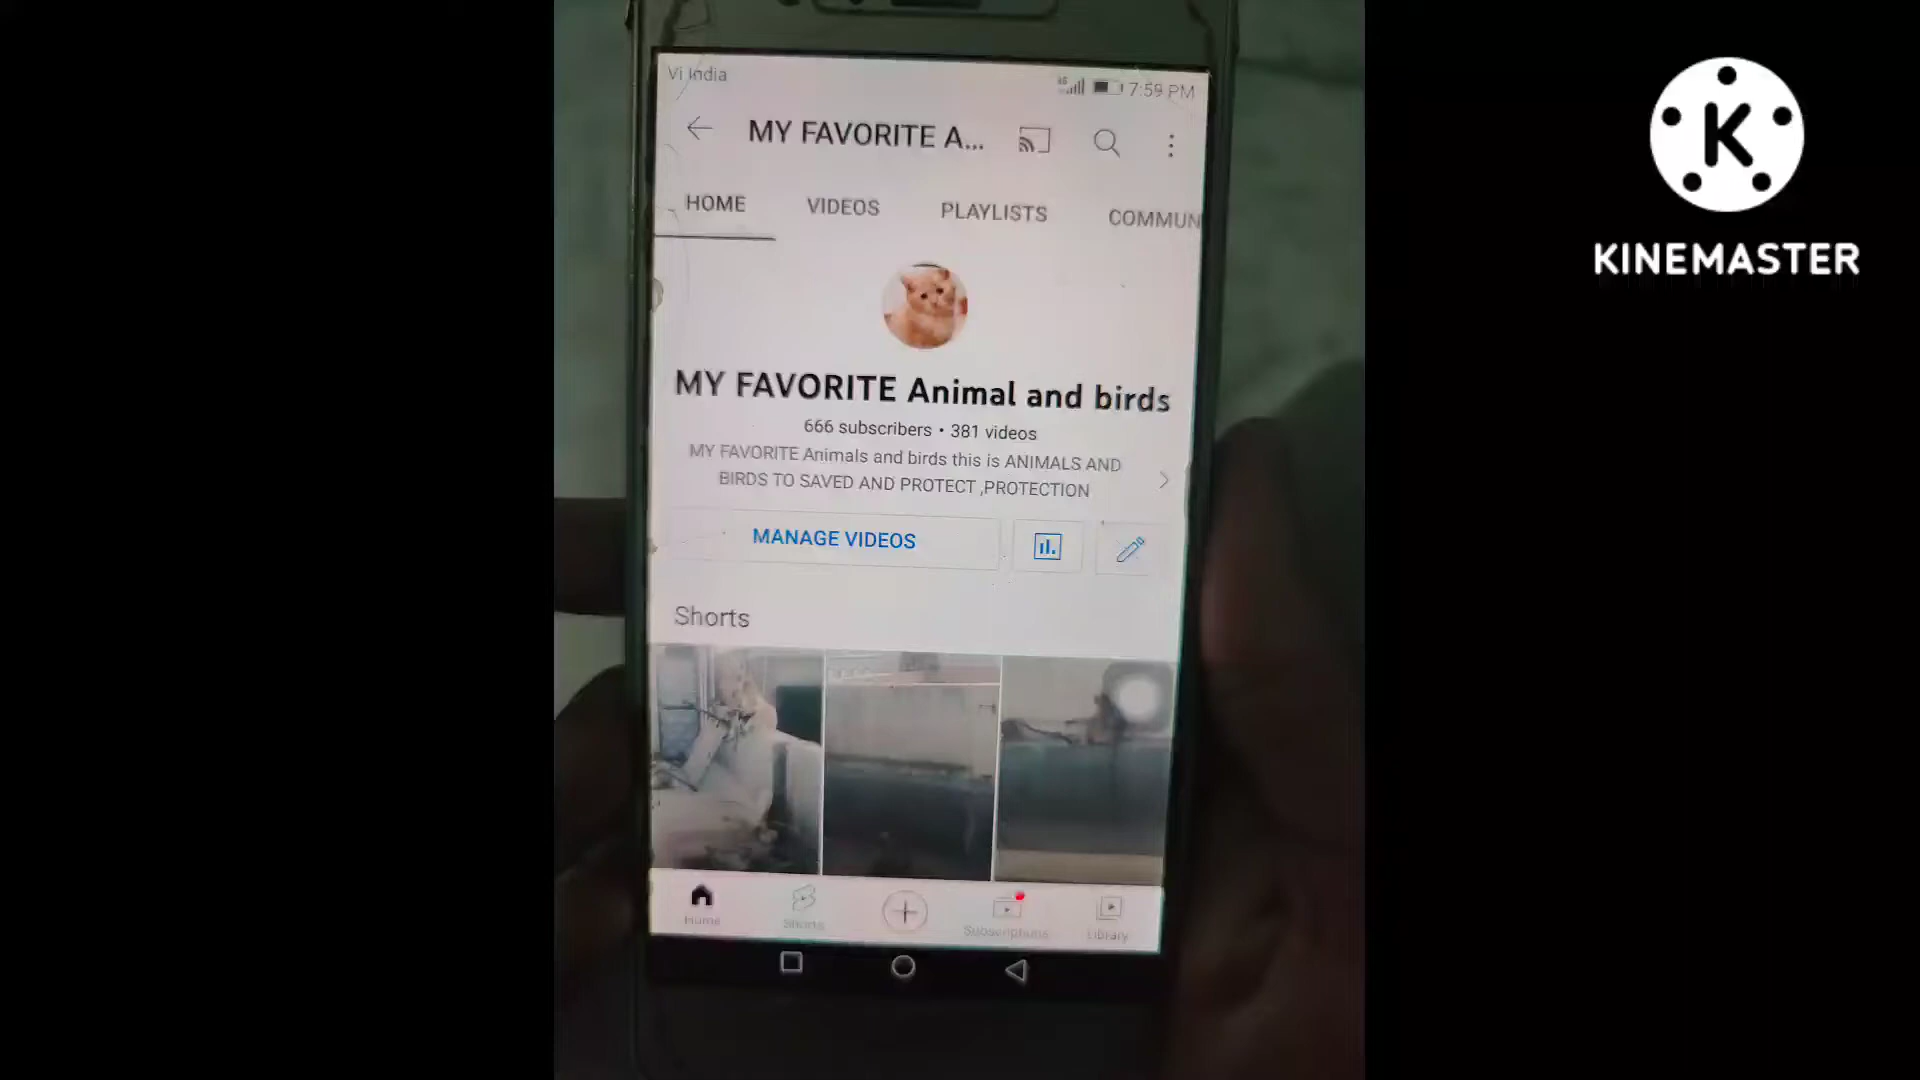 Vi India
7:59 PM
MY FAVORITE A...
HOME VIDEOS PLAYLISTS COMMUN
MY FAVORITE Animal and birds
666 subscribers • 381 videos
MY FAVORITE Animals and birds this is ANIMALS AND
BIRDS TO SAVED AND PROTECT ,PROTECTION
MANAGE VIDEOS
Shorts
Home Shorts Subscriptions Library
K
KINEMASTER